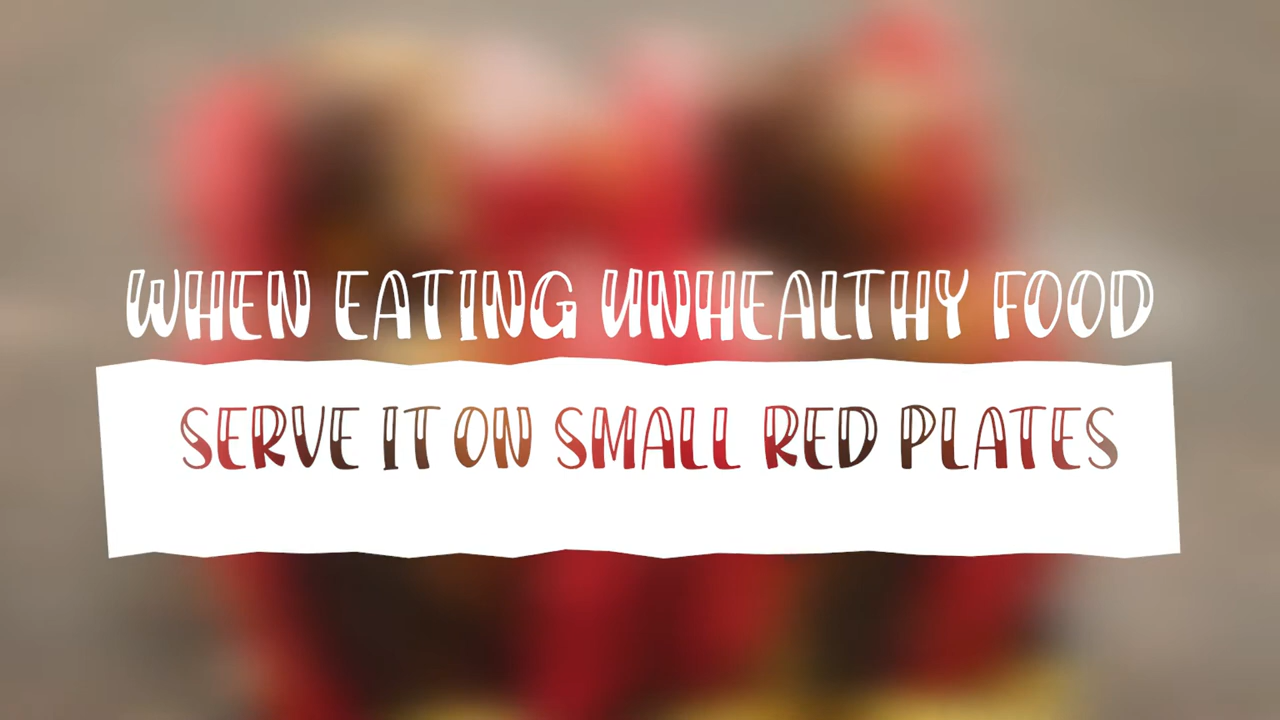 WHEN EATING UNHEALTHY FOOD
SERVE IT ON SMALL RED PLATES